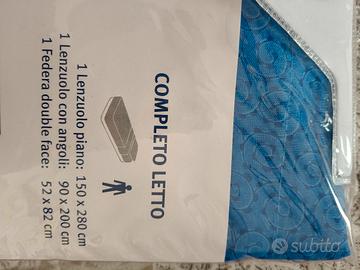 COMPLETO LETTO
1 Lenzuolo piano: 150 x 280 cm
1 Lenzuolo con angoli: 90 x 200 cm
1 Federa double face: 52 x 82 cm
subito